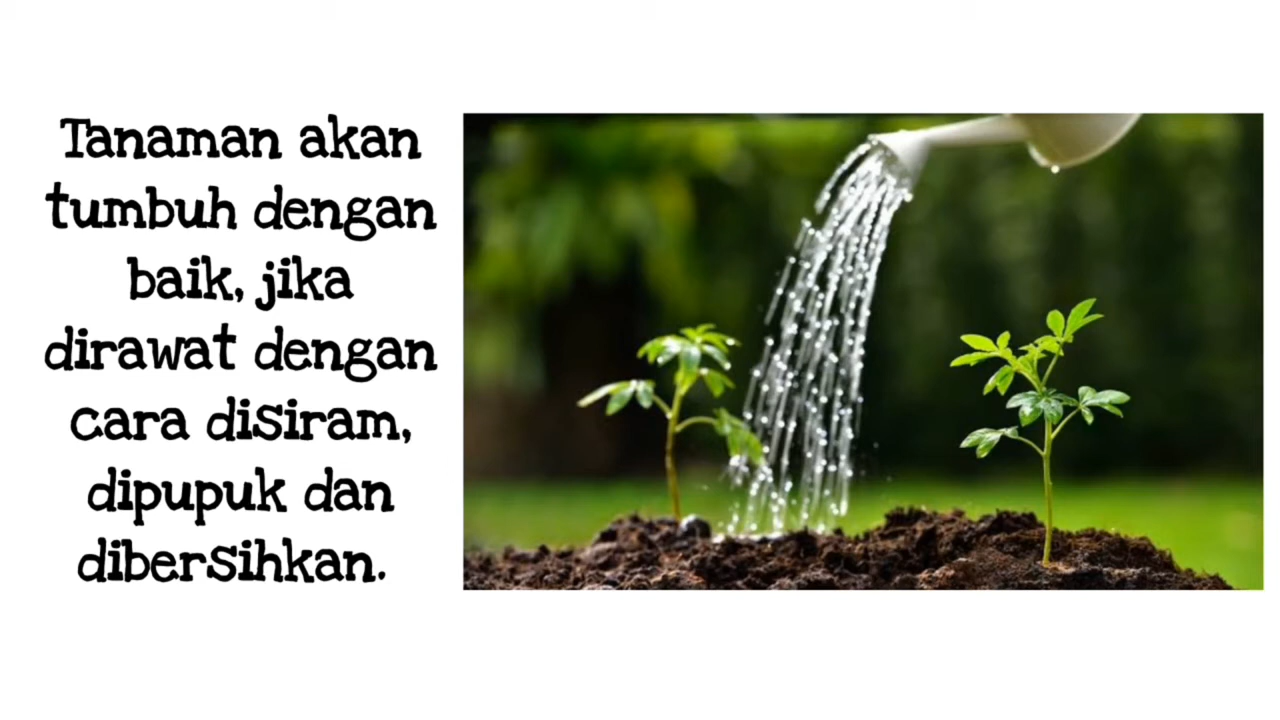 Tanaman akan
tumbuh dengan
baik, jika
dirawat dengan
cara disiram,
dipupuk dan
dibersihkan.